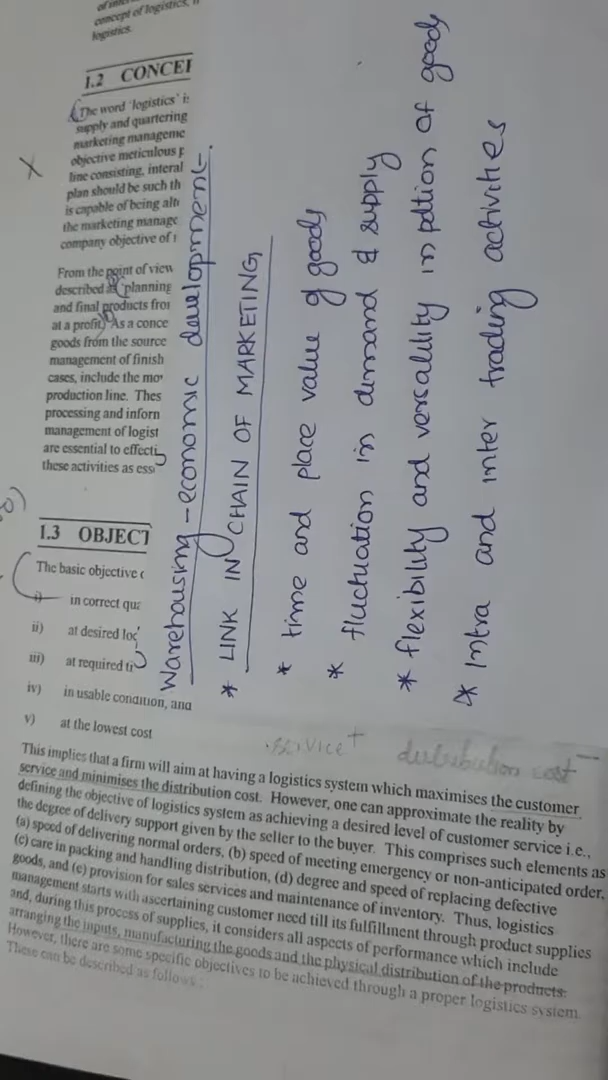 concept of logistics,
logistics.
1.2 CONCEI
The word 'logistics' is
supply and quartering
marketing manageme
objective meticulous p
line consisting, interal
plan should be such th
is capable of being alte
the marketing manage
company objective of
X
From the point of view
described as planning
and final products from
at a profit. As a conce
goods from the source
management of finish
cases, include the mo
production line. Thes
processing and inform
management of logist
are essential to effecti
these activities as ess
1.3 OBJECT
The basic objective
i) in correct qua
ii) at desired loc
iii) at required ti
iv) in usable condition, and
v) at the lowest cost
Warehousing - economic development.
* LINK IN CHAIN OF MARKETING
* time and place value of goods
* fluctuation in demand & supply
* flexibility and versatility in pdtion of goods
* Intra and inter trading activities
service + distribution cost -
This implies that a firm will aim at having a logistics system which maximises the customer
service and minimises the distribution cost. However, one can approximate the reality by
defining the objective of logistics system as achieving a desired level of customer service i.e.,
the degree of delivery support given by the seller to the buyer. This comprises such elements as
(a) speed of delivering normal orders, (b) speed of meeting emergency or non-anticipated order,
(c) care in packing and handling distribution, (d) degree and speed of replacing defective
goods, and (e) provision for sales services and maintenance of inventory. Thus, logistics
management starts with ascertaining customer need till its fulfillment through product supplies
and, during this process of supplies, it considers all aspects of performance which include
arranging the inputs, manufacturing the goods and the physical distribution of the products.
However, there are some specific objectives to be achieved through a proper logistics system.
These can be described as follows: